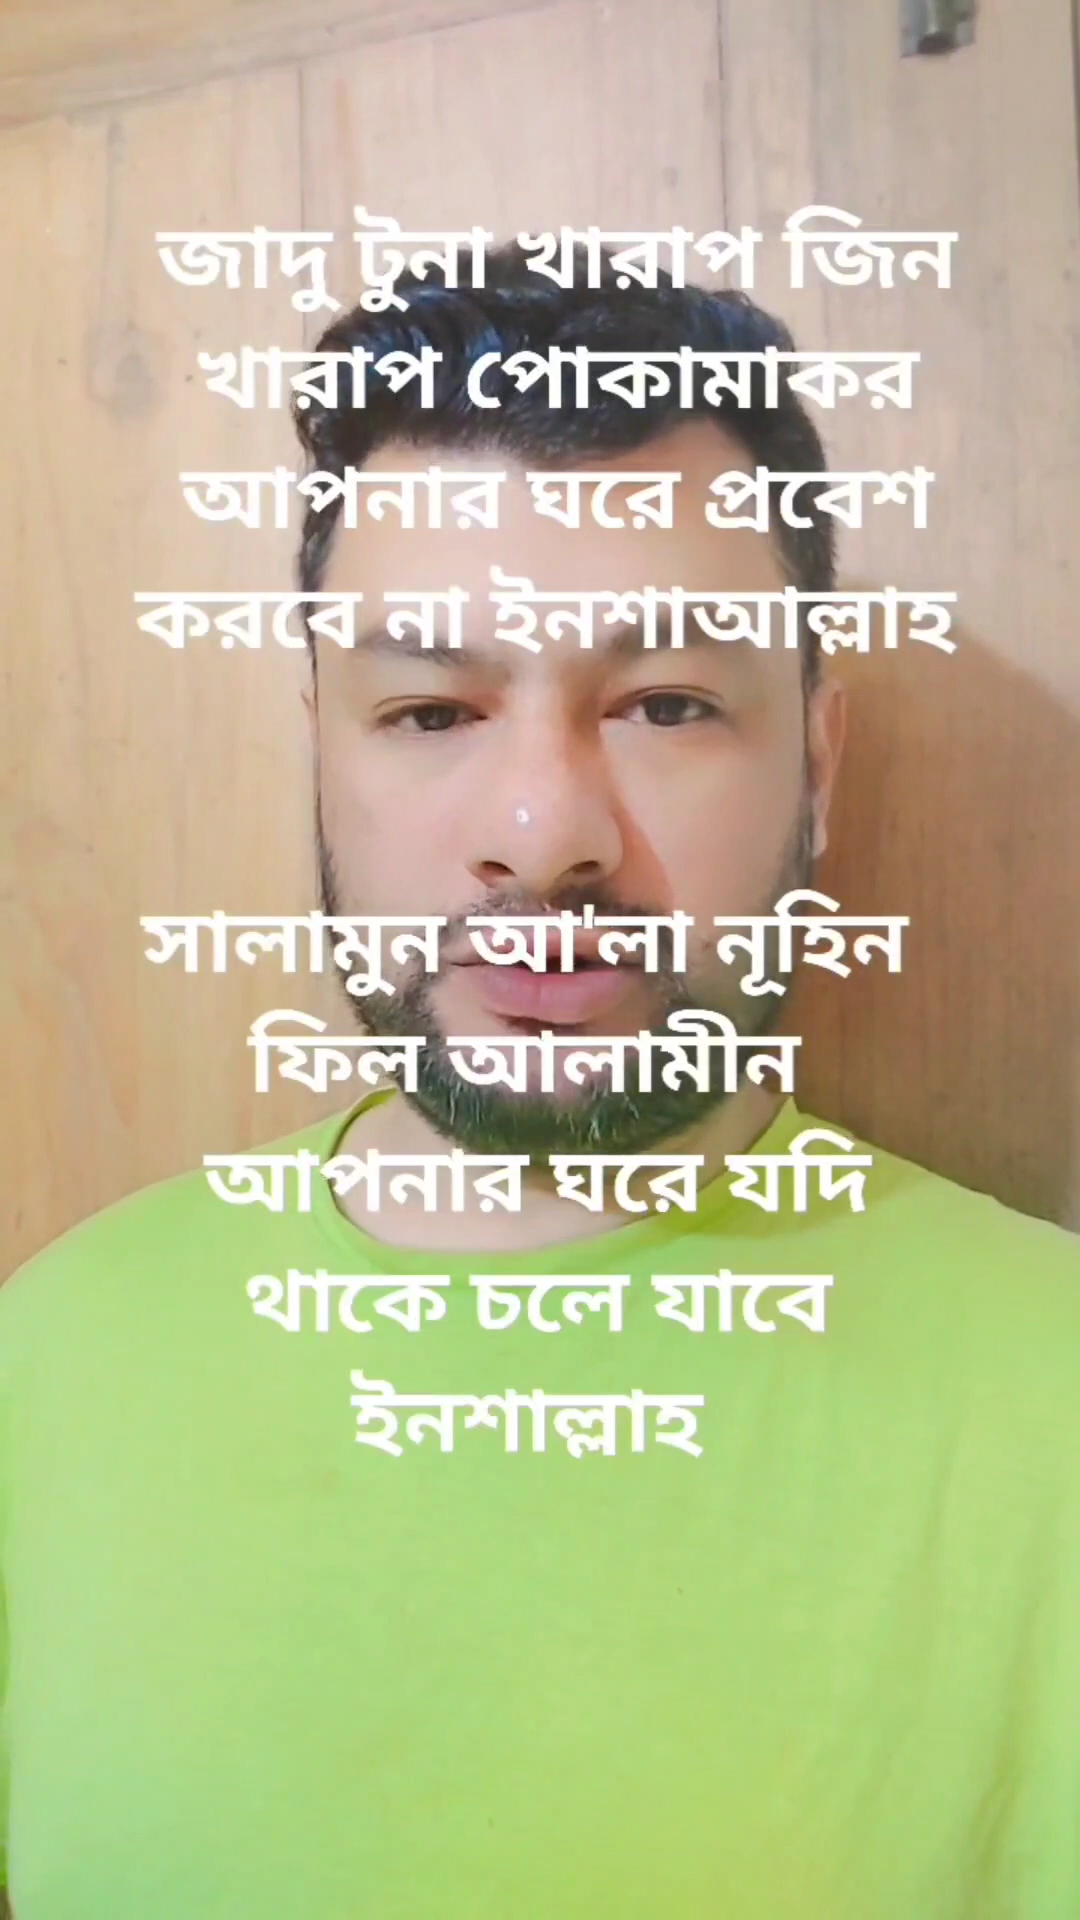 জাদু টুনা খারাপ জিন
খারাপ পোকামাকর
আপনার ঘরে প্রবেশ
করবে না ইনশাআল্লাহ
সালামুন আ'লা নূহিন
ফিল আলামীন
আপনার ঘরে যদি
থাকে চলে যাবে
ইনশাল্লাহ